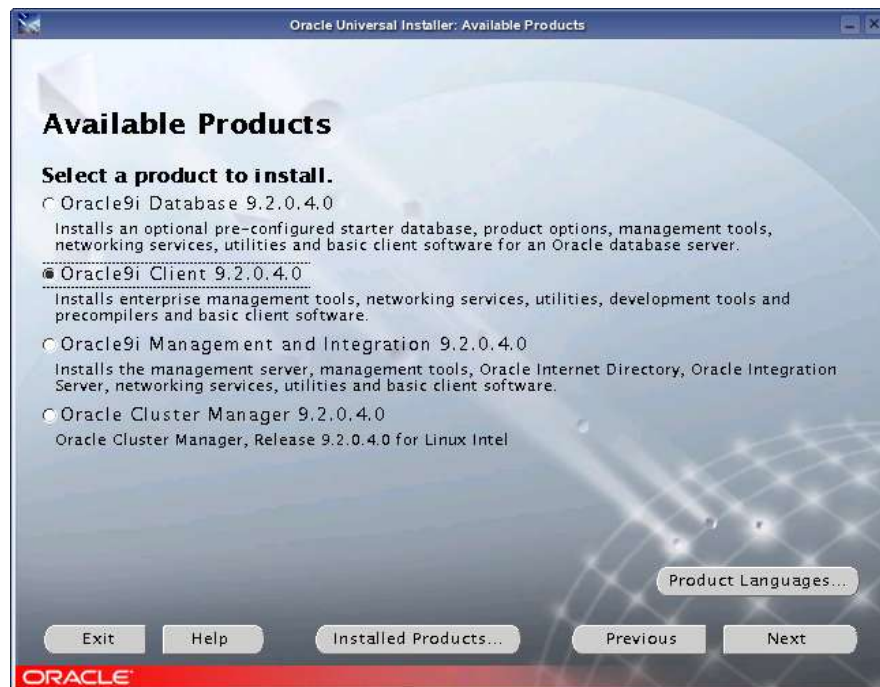 Oracle Universal Installer: Available Products
Available Products
Select a product to install.
Oracle9i Database 9.2.0.4.0
Installs an optional pre-configured starter database, product options, management tools,
networking services, utilities and basic client software for an Oracle database server.
Oracle9i Client 9.2.0.4.0
Installs enterprise management tools, networking services, utilities, development tools and
precompilers and basic client software.
Oracle9i Management and Integration 9.2.0.4.0
Installs the management server, management tools, Oracle Internet Directory, Oracle Integration
Server, networking services, utilities and basic client software.
Oracle Cluster Manager 9.2.0.4.0
Oracle Cluster Manager, Release 9.2.0.4.0 for Linux Intel
Product Languages...
Exit Help Installed Products... Previous Next
ORACLE